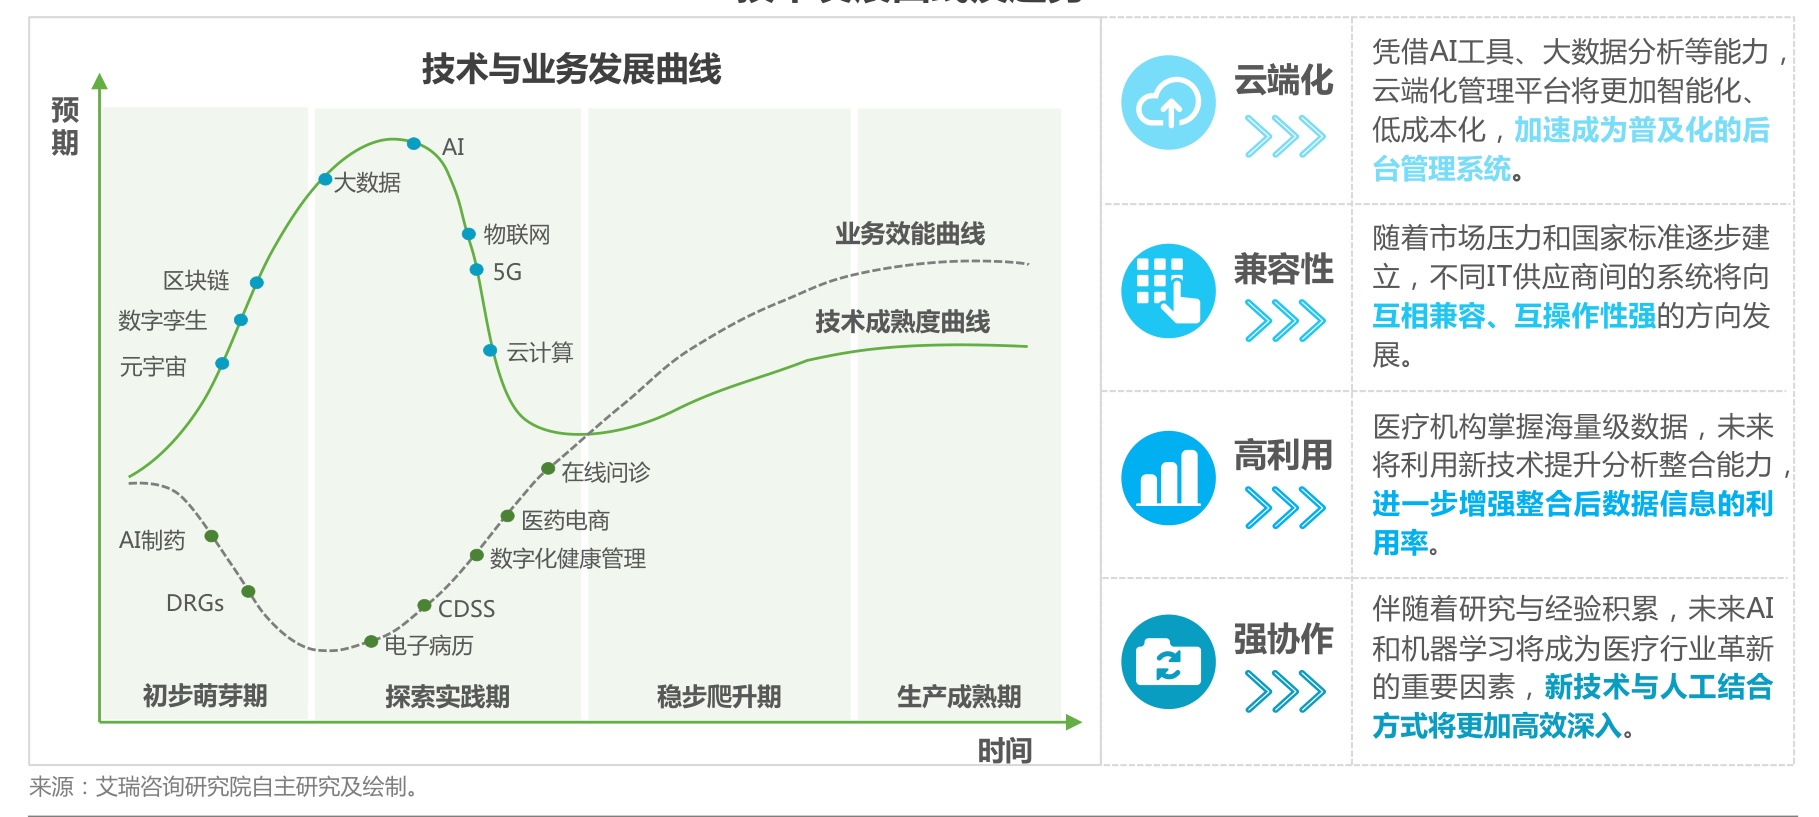 技术与业务发展曲线
预期
AI
大数据
物联网
5G
区块链
数字孪生
元宇宙
云计算
业务效能曲线
技术成熟度曲线
在线问诊
医药电商
数字化健康管理
CDSS
电子病历
AI制药
DRGs
初步萌芽期
探索实践期
稳步爬升期
生产成熟期
时间
云端化
凭借AI工具、大数据分析等能力，
云端化管理平台将更加智能化、
低成本化，加速成为普及化的后
台管理系统。
兼容性
随着市场压力和国家标准逐步建
立，不同IT供应商间的系统将向
互相兼容、互操作性强的方向发
展。
高利用
医疗机构掌握海量级数据，未来
将利用新技术提升分析整合能力，
进一步增强整合后数据信息的利
用率。
强协作
伴随着研究与经验积累，未来AI
和机器学习将成为医疗行业革新
的重要因素，新技术与人工结合
方式将更加高效深入。
来源：艾瑞咨询研究院自主研究及绘制。